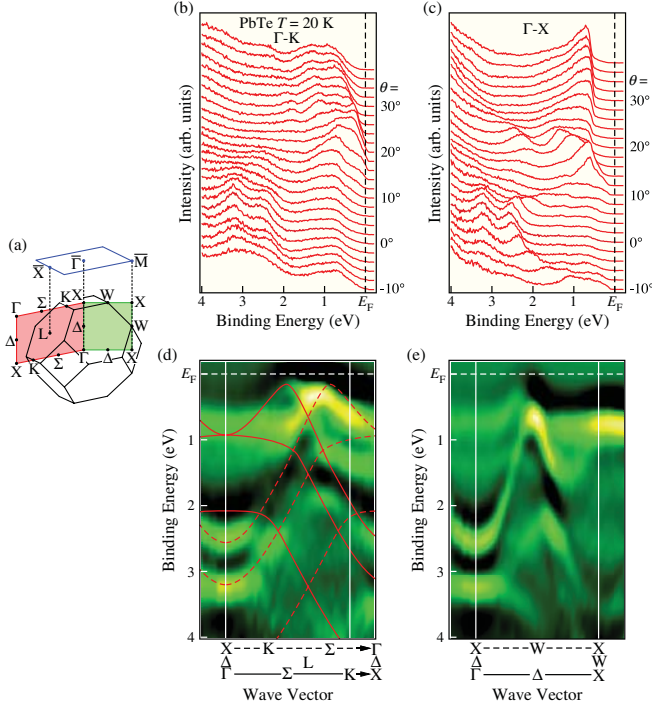 (b)
PbTe T = 20 K
Γ-K
Intensity (arb. units)
θ =
30°
20°
10°
0°
-10°
4 3 2 1 E_F
Binding Energy (eV)
(c)
Γ-X
Intensity (arb. units)
θ =
30°
20°
10°
0°
-10°
4 3 2 1 E_F
Binding Energy (eV)
(a)
X̅ Γ̅ M̅
Γ Σ K X W X
Δ L Δ W
X K Σ Γ Δ X
(d)
E_F
1
2
3
4
Binding Energy (eV)
X K Σ Γ
Δ L Δ
Γ Σ K X
Wave Vector
(e)
E_F
1
2
3
4
Binding Energy (eV)
X W X
Δ W
Γ Δ X
Wave Vector